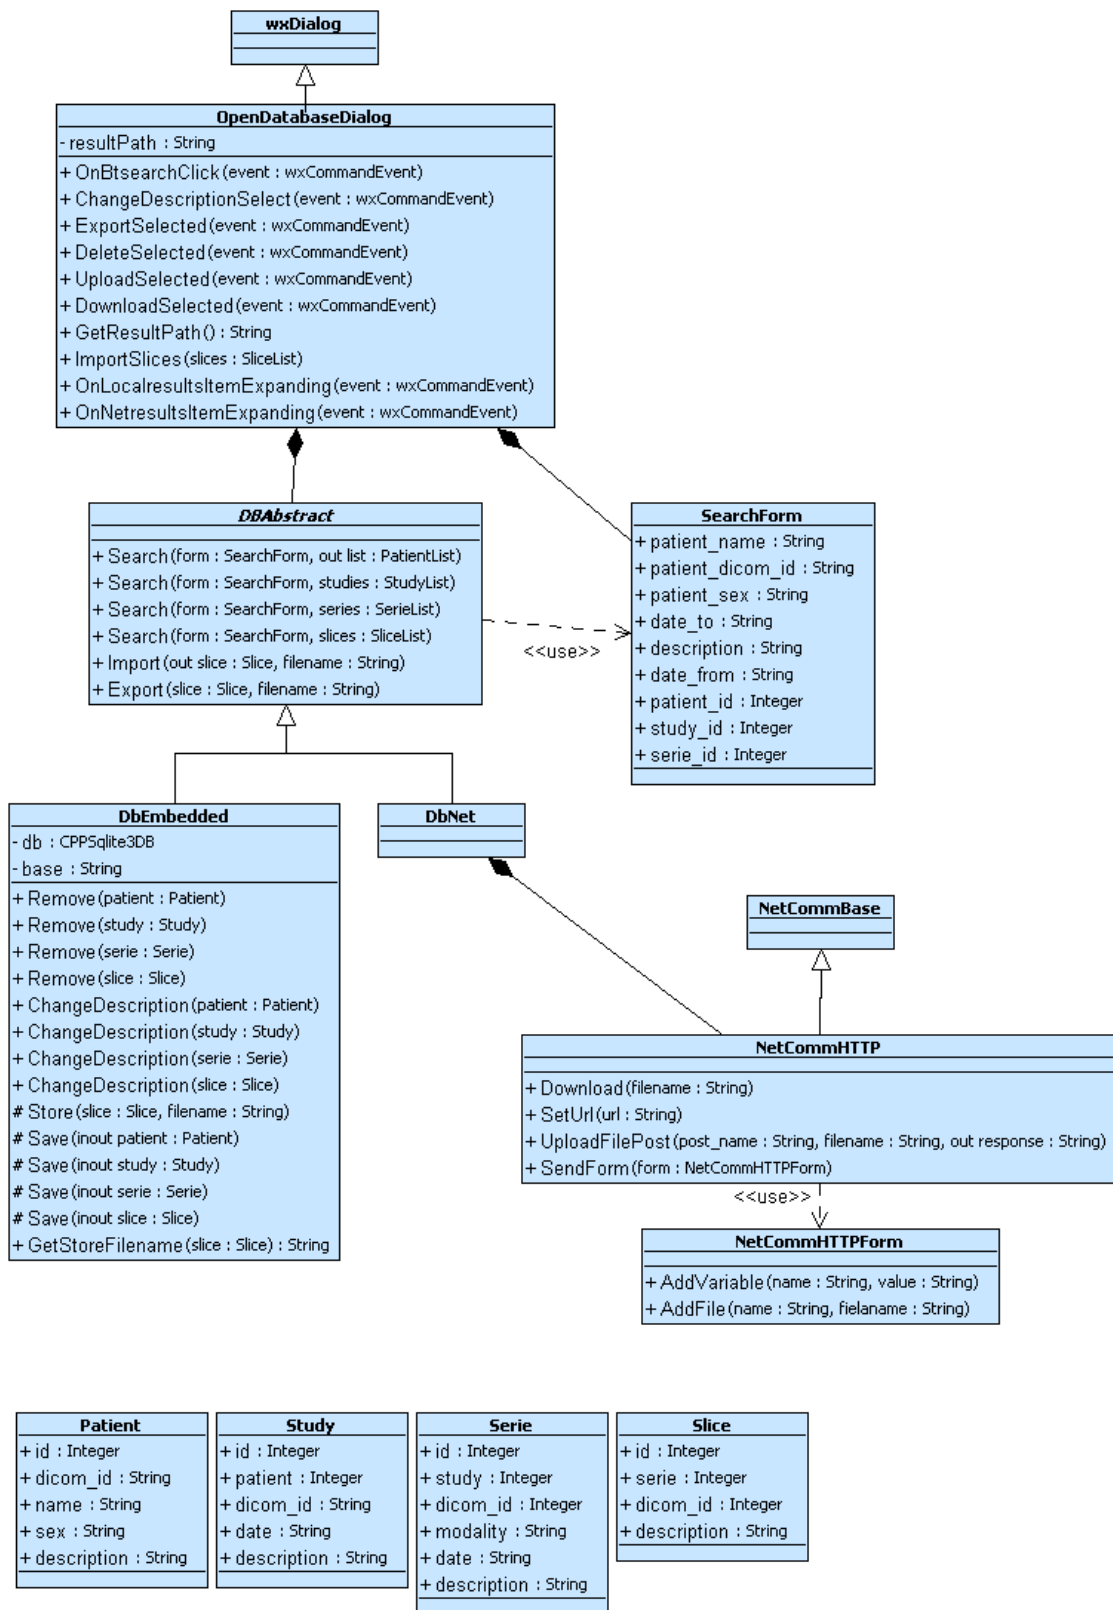 wxDialog
OpenDatabaseDialog
- resultPath : String
+ OnBtsearchClick(event : wxCommandEvent)
+ ChangeDescriptionSelect(event : wxCommandEvent)
+ ExportSelected(event : wxCommandEvent)
+ DeleteSelected(event : wxCommandEvent)
+ UploadSelected(event : wxCommandEvent)
+ DownloadSelected(event : wxCommandEvent)
+ GetResultPath() : String
+ ImportSlices(slices : SliceList)
+ OnLocalresultsItemExpanding(event : wxCommandEvent)
+ OnNetresultsItemExpanding(event : wxCommandEvent)
DBAbstract
+ Search(form : SearchForm, out list : PatientList)
+ Search(form : SearchForm, studies : StudyList)
+ Search(form : SearchForm, series : SerieList)
+ Search(form : SearchForm, slices : SliceList)
+ Import(out slice : Slice, filename : String)
+ Export(slice : Slice, filename : String)
<<use>>
SearchForm
+ patient_name : String
+ patient_dicom_id : String
+ patient_sex : String
+ date_to : String
+ description : String
+ date_from : String
+ patient_id : Integer
+ study_id : Integer
+ serie_id : Integer
DbEmbedded
- db : CPPSqlite3DB
- base : String
+ Remove(patient : Patient)
+ Remove(study : Study)
+ Remove(serie : Serie)
+ Remove(slice : Slice)
+ ChangeDescription(patient : Patient)
+ ChangeDescription(study : Study)
+ ChangeDescription(serie : Serie)
+ ChangeDescription(slice : Slice)
# Store(slice : Slice, filename : String)
# Save(inout patient : Patient)
# Save(inout study : Study)
# Save(inout serie : Serie)
# Save(inout slice : Slice)
+ GetStoreFilename(slice : Slice) : String
DbNet
NetCommBase
NetCommHTTP
+ Download(filename : String)
+ SetUrl(url : String)
+ UploadFilePost(post_name : String, filename : String, out response : String)
+ SendForm(form : NetCommHTTPForm)
<<use>>
NetCommHTTPForm
+ AddVariable(name : String, value : String)
+ AddFile(name : String, fielaname : String)
Patient
+ id : Integer
+ dicom_id : String
+ name : String
+ sex : String
+ description : String
Study
+ id : Integer
+ patient : Integer
+ dicom_id : String
+ date : String
+ description : String
Serie
+ id : Integer
+ study : Integer
+ dicom_id : Integer
+ modality : String
+ date : String
+ description : String
Slice
+ id : Integer
+ serie : Integer
+ dicom_id : Integer
+ description : String